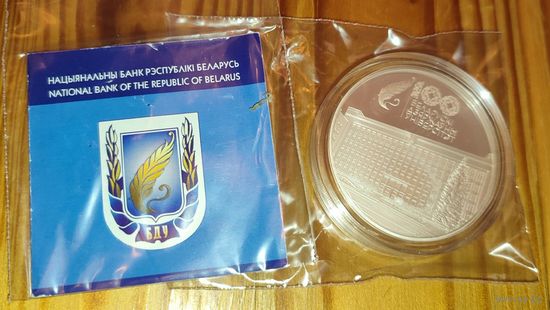 НАЦЫЯНАЛЬНЫ БАНК РЭСПУБЛІКІ БЕЛАРУСЬ
NATIONAL BANK OF THE REPUBLIC OF BELARUS
БДУ
100